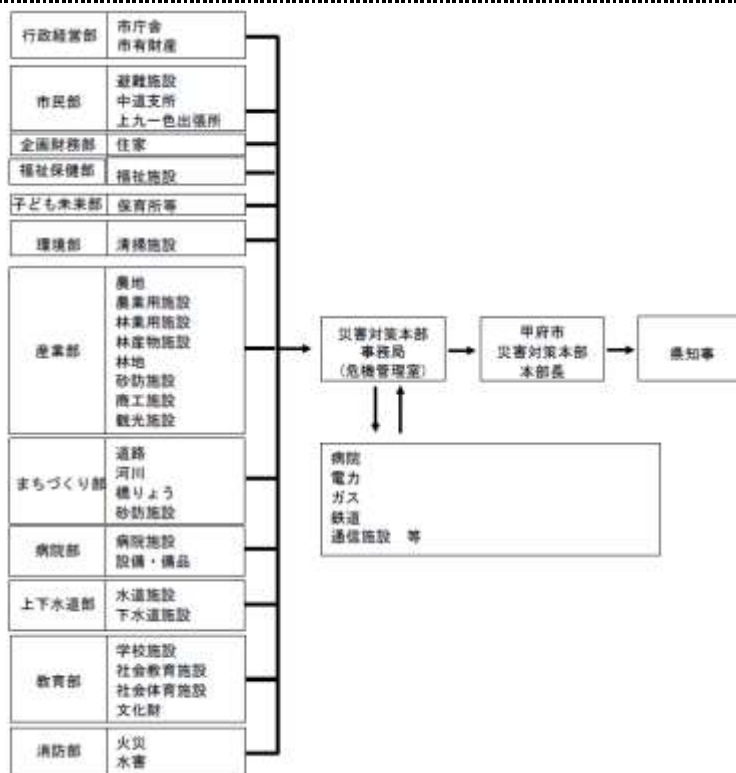 行政経営部
市庁舎
市有財産
市民部
避難施設
中道支所
上九一色出張所
企画財務部
住家
福祉保健部
福祉施設
子ども未来部
保育所等
環境部
清掃施設
産業部
農地
農業用施設
林業用施設
林産物施設
林地
砂防施設
商工施設
観光施設
まちづくり部
道路
河川
橋りょう
砂防施設
病院部
病院施設
設備・備品
上下水道部
水道施設
下水道施設
教育部
学校施設
社会教育施設
社会体育施設
文化財
消防部
火災
水害
災害対策本部
事務局
(危機管理室)
甲府市
災害対策本部
本部長
県知事
病院
電力
ガス
鉄道
通信施設　等